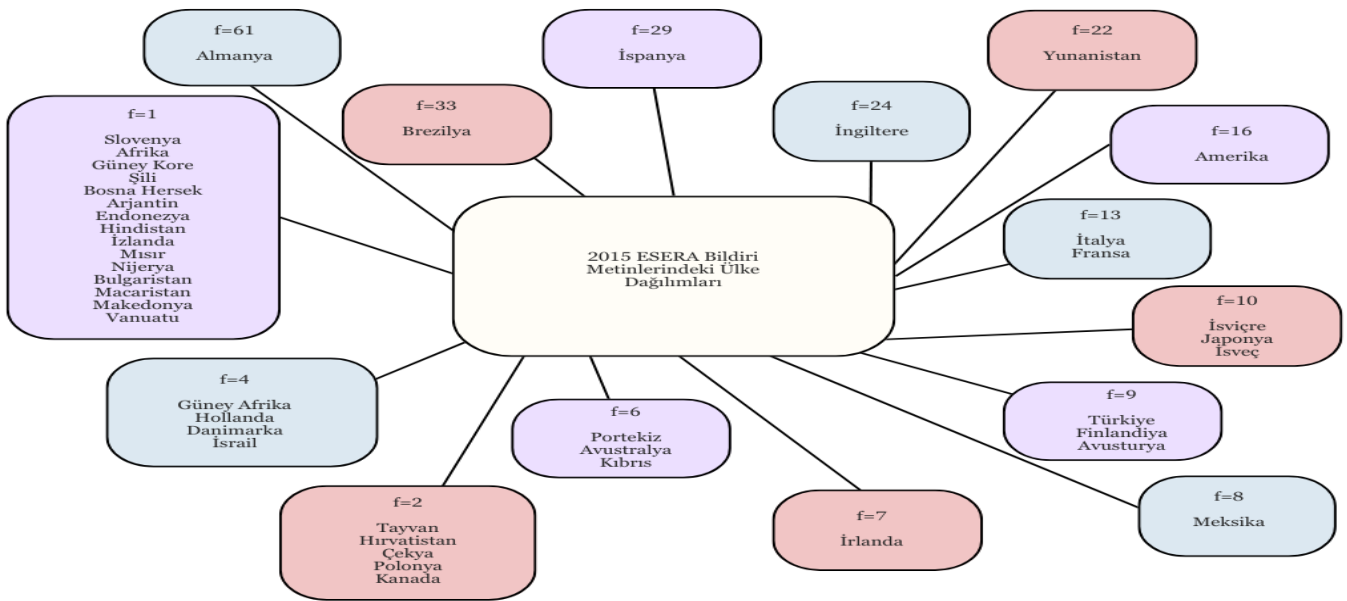 f=61
Almanya
f=29
İspanya
f=22
Yunanistan
f=33
Brezilya
f=24
İngiltere
f=16
Amerika
f=1
Slovenya
Afrika
Güney Kore
Şili
Bosna Hersek
Arjantin
Endonezya
Hindistan
İzlanda
Mısır
Nijerya
Bulgaristan
Macaristan
Makedonya
Vanuatu
2015 ESERA Bildiri
Metinlerindeki Ülke
Dağılımları
f=13
İtalya
Fransa
f=10
İsviçre
Japonya
İsveç
f=4
Güney Afrika
Hollanda
Danimarka
İsrail
f=6
Portekiz
Avustralya
Kıbrıs
f=9
Türkiye
Finlandiya
Avusturya
f=2
Tayvan
Hırvatistan
Çekya
Polonya
Kanada
f=7
İrlanda
f=8
Meksika